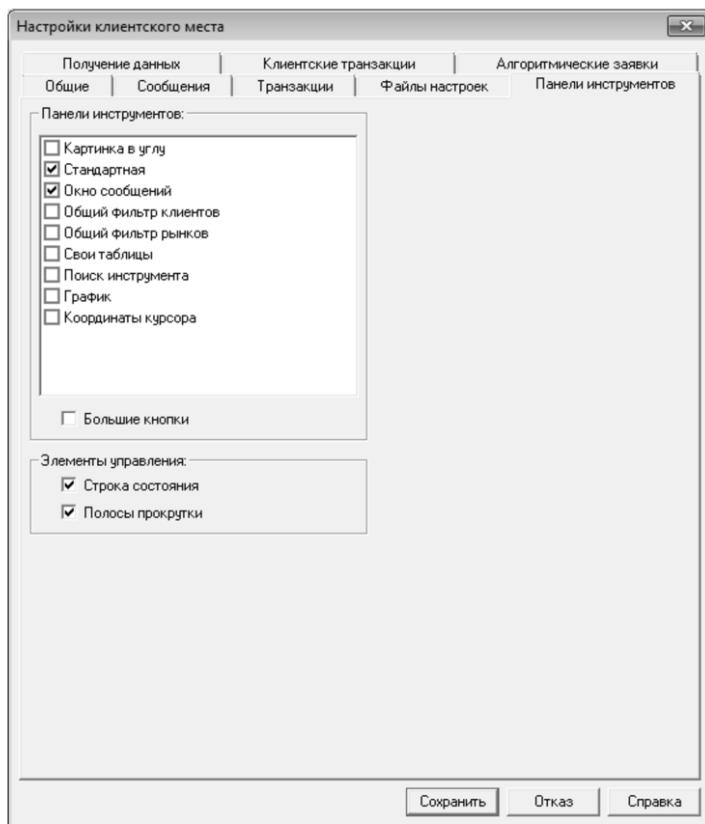 Настройки клиентского места
Получение данных
Клиентские транзакции
Алгоритмические заявки
Общие
Сообщения
Транзакции
Файлы настроек
Панели инструментов
Панели инструментов:
Картинка в углу
Стандартная
Окно сообщений
Общий фильтр клиентов
Общий фильтр рынков
Свои таблицы
Поиск инструмента
График
Координаты курсора
Большие кнопки
Элементы управления:
Строка состояния
Полосы прокрутки
Сохранить
Отказ
Справка